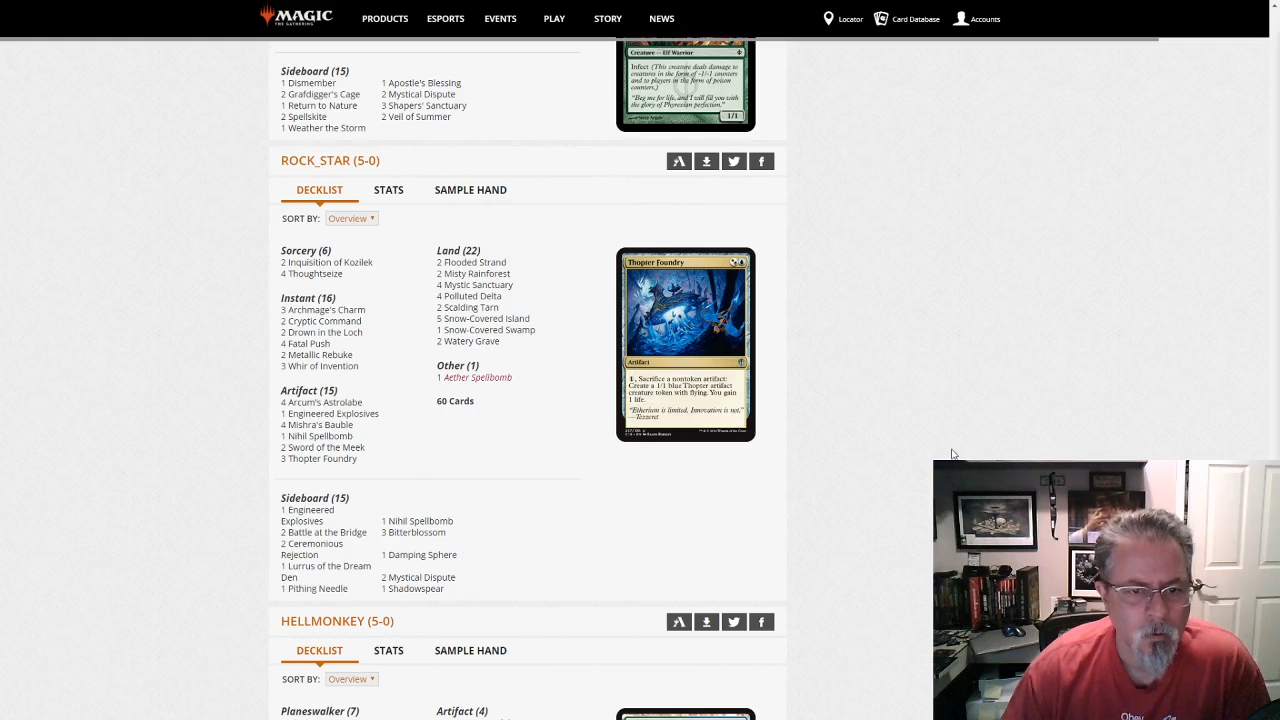 MAGIC
THE GATHERING
PRODUCTS ESPORTS EVENTS PLAY STORY NEWS
Locator Card Database Accounts
Creature — Elf Warrior
Infect (This creature deals damage to
creatures in the form of -1/-1 counters
and to players in the form of poison
counters.)
"Beg me for life, and I will fill you with
the glory of Phyrexian perfection."
1/1
Sideboard (15)
1 Dismember
2 Grafdigger's Cage
1 Return to Nature
2 Spellskite
1 Weather the Storm
1 Apostle's Blessing
2 Mystical Dispute
3 Shapers' Sanctuary
2 Veil of Summer
ROCK_STAR (5-0)
DECKLIST STATS SAMPLE HAND
SORT BY: Overview
Sorcery (6)
2 Inquisition of Kozilek
4 Thoughtseize
Instant (16)
3 Archmage's Charm
2 Cryptic Command
2 Drown in the Loch
4 Fatal Push
2 Metallic Rebuke
3 Whir of Invention
Artifact (15)
4 Arcum's Astrolabe
1 Engineered Explosives
4 Mishra's Bauble
1 Nihil Spellbomb
2 Sword of the Meek
3 Thopter Foundry
Land (22)
2 Flooded Strand
2 Misty Rainforest
4 Mystic Sanctuary
4 Polluted Delta
2 Scalding Tarn
5 Snow-Covered Island
1 Snow-Covered Swamp
2 Watery Grave
Other (1)
1 Aether Spellbomb
60 Cards
Thopter Foundry
Artifact
1, Sacrifice a nontoken artifact:
Create a 1/1 blue Thopter artifact
creature token with flying. You gain
1 life.
"Etherium is limited. Innovation is not."
—Tezzeret
Sideboard (15)
1 Engineered
Explosives
2 Battle at the Bridge
2 Ceremonious
Rejection
1 Lurrus of the Dream
Den
1 Pithing Needle
1 Nihil Spellbomb
3 Bitterblossom
1 Damping Sphere
2 Mystical Dispute
1 Shadowspear
HELLMONKEY (5-0)
DECKLIST STATS SAMPLE HAND
SORT BY: Overview
Planeswalker (7)
Artifact (4)
Obey